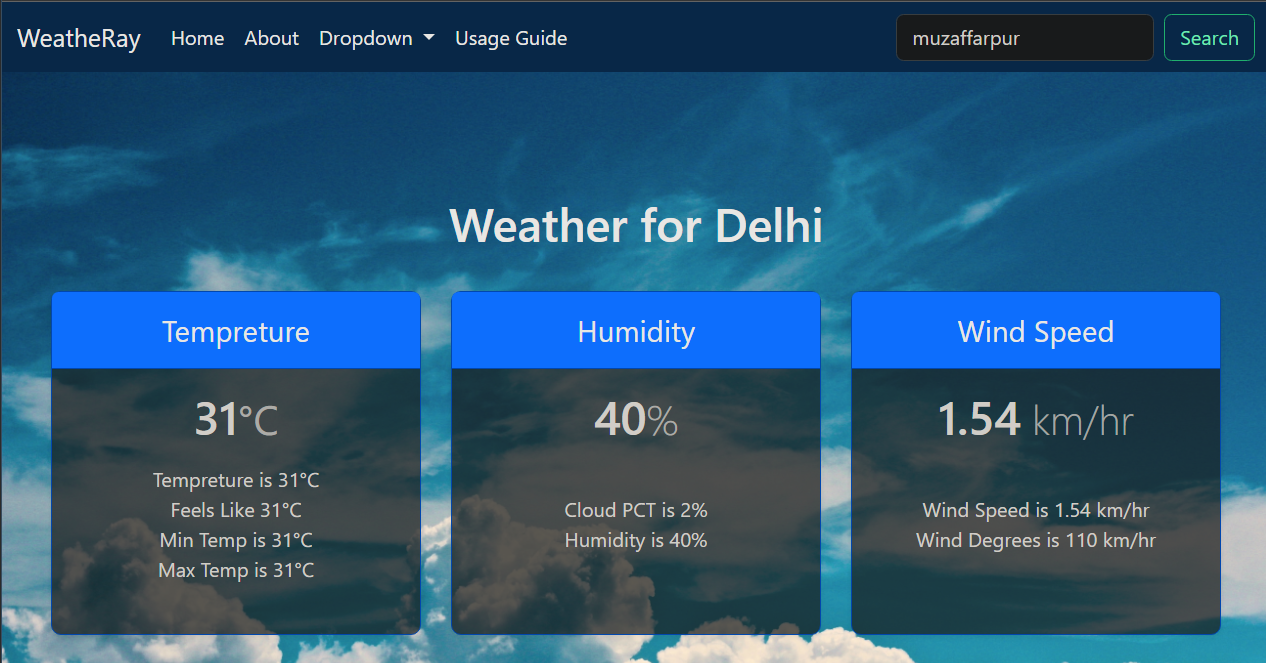 WeatheRay Home About Dropdown Usage Guide muzaffarpur Search
Weather for Delhi
Tempreture
31°C
Tempreture is 31°C
Feels Like 31°C
Min Temp is 31°C
Max Temp is 31°C
Humidity
40%
Cloud PCT is 2%
Humidity is 40%
Wind Speed
1.54 km/hr
Wind Speed is 1.54 km/hr
Wind Degrees is 110 km/hr